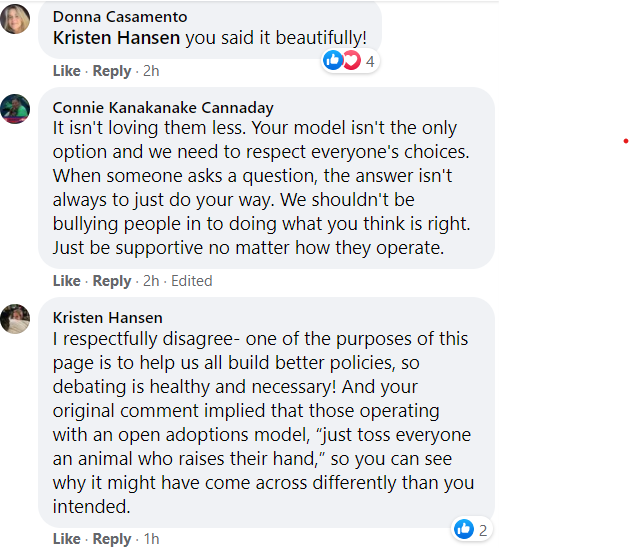 Donna Casamento
Kristen Hansen you said it beautifully!
4
Like · Reply · 2h
Connie Kanakanake Cannaday
It isn't loving them less. Your model isn't the only
option and we need to respect everyone's choices.
When someone asks a question, the answer isn't
always to just do your way. We shouldn't be
bullying people in to doing what you think is right.
Just be supportive no matter how they operate.
Like · Reply · 2h · Edited
Kristen Hansen
I respectfully disagree- one of the purposes of this
page is to help us all build better policies, so
debating is healthy and necessary! And your
original comment implied that those operating
with an open adoptions model, “just toss everyone
an animal who raises their hand,” so you can see
why it might have come across differently than you
intended.
2
Like · Reply · 1h